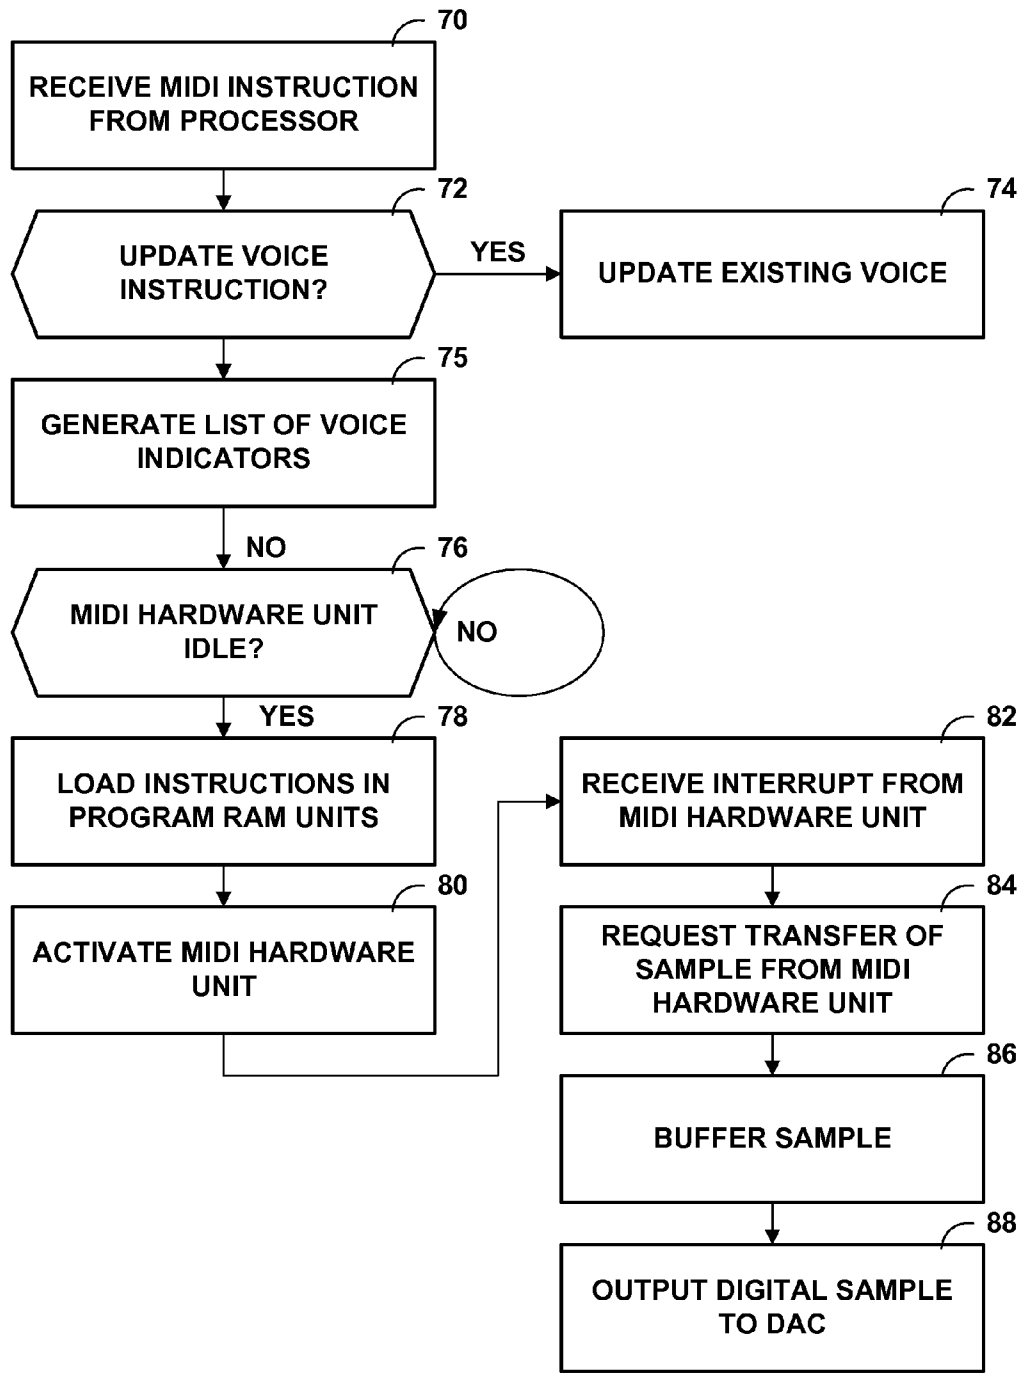 70
RECEIVE MIDI INSTRUCTION
FROM PROCESSOR
72
UPDATE VOICE
INSTRUCTION?
YES
74
UPDATE EXISTING VOICE
75
GENERATE LIST OF VOICE
INDICATORS
NO
76
MIDI HARDWARE UNIT
IDLE?
NO
YES
78
LOAD INSTRUCTIONS IN
PROGRAM RAM UNITS
80
ACTIVATE MIDI HARDWARE
UNIT
82
RECEIVE INTERRUPT FROM
MIDI HARDWARE UNIT
84
REQUEST TRANSFER OF
SAMPLE FROM MIDI
HARDWARE UNIT
86
BUFFER SAMPLE
88
OUTPUT DIGITAL SAMPLE
TO DAC